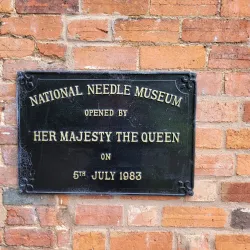 NATIONAL NEEDLE MUSEUM
OPENED BY
HER MAJESTY THE QUEEN
ON
5TH JULY 1983